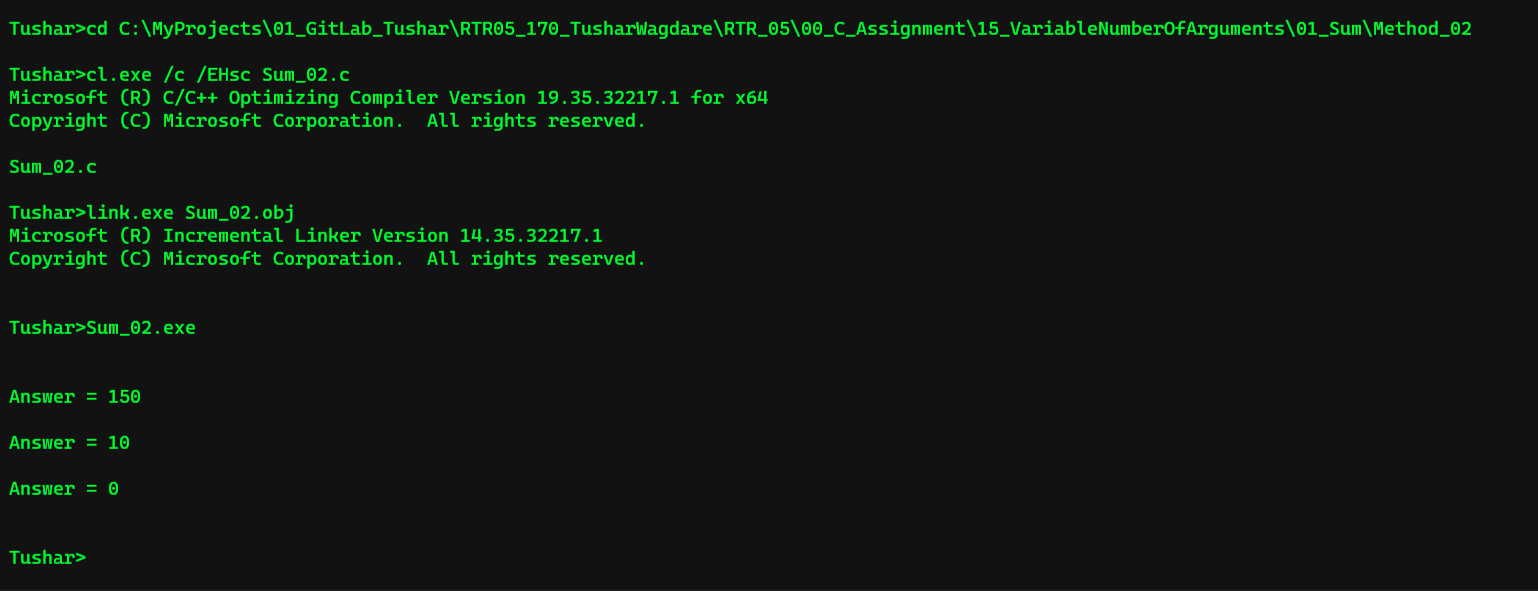 Tushar>cd C:\MyProjects\01_GitLab_Tushar\RTR05_170_TusharWagdare\RTR_05\00_C_Assignment\15_VariableNumberOfArguments\01_Sum\Method_02
Tushar>cl.exe /c /EHsc Sum_02.c
Microsoft (R) C/C++ Optimizing Compiler Version 19.35.32217.1 for x64
Copyright (C) Microsoft Corporation.  All rights reserved.
Sum_02.c
Tushar>link.exe Sum_02.obj
Microsoft (R) Incremental Linker Version 14.35.32217.1
Copyright (C) Microsoft Corporation.  All rights reserved.
Tushar>Sum_02.exe
Answer = 150
Answer = 10
Answer = 0
Tushar>